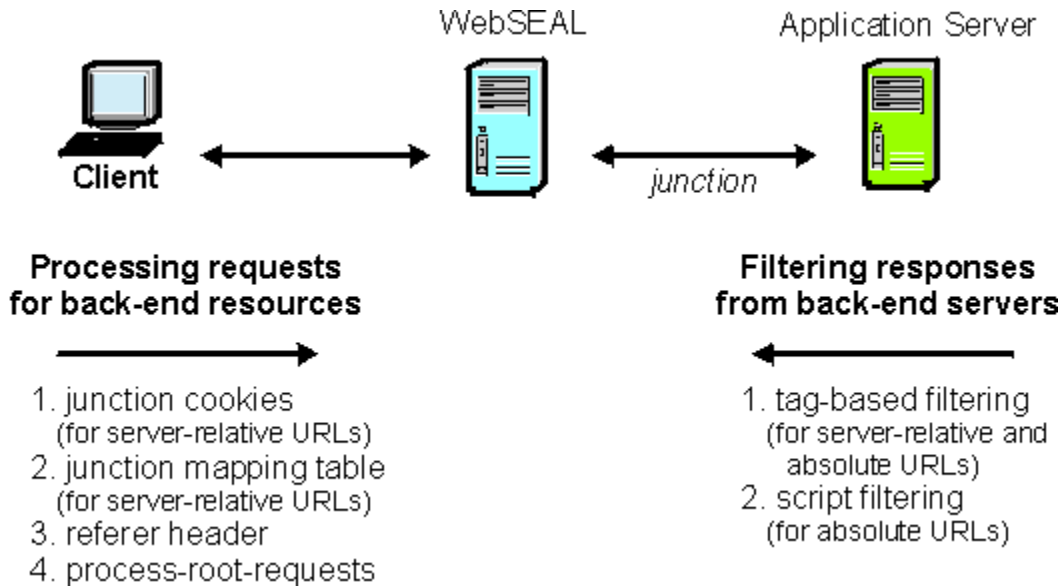 WebSEAL
Application Server
Client
junction
Processing requests
for back-end resources
1. junction cookies
(for server-relative URLs)
2. junction mapping table
(for server-relative URLs)
3. referer header
4. process-root-requests
Filtering responses
from back-end servers
1. tag-based filtering
(for server-relative and
absolute URLs)
2. script filtering
(for absolute URLs)